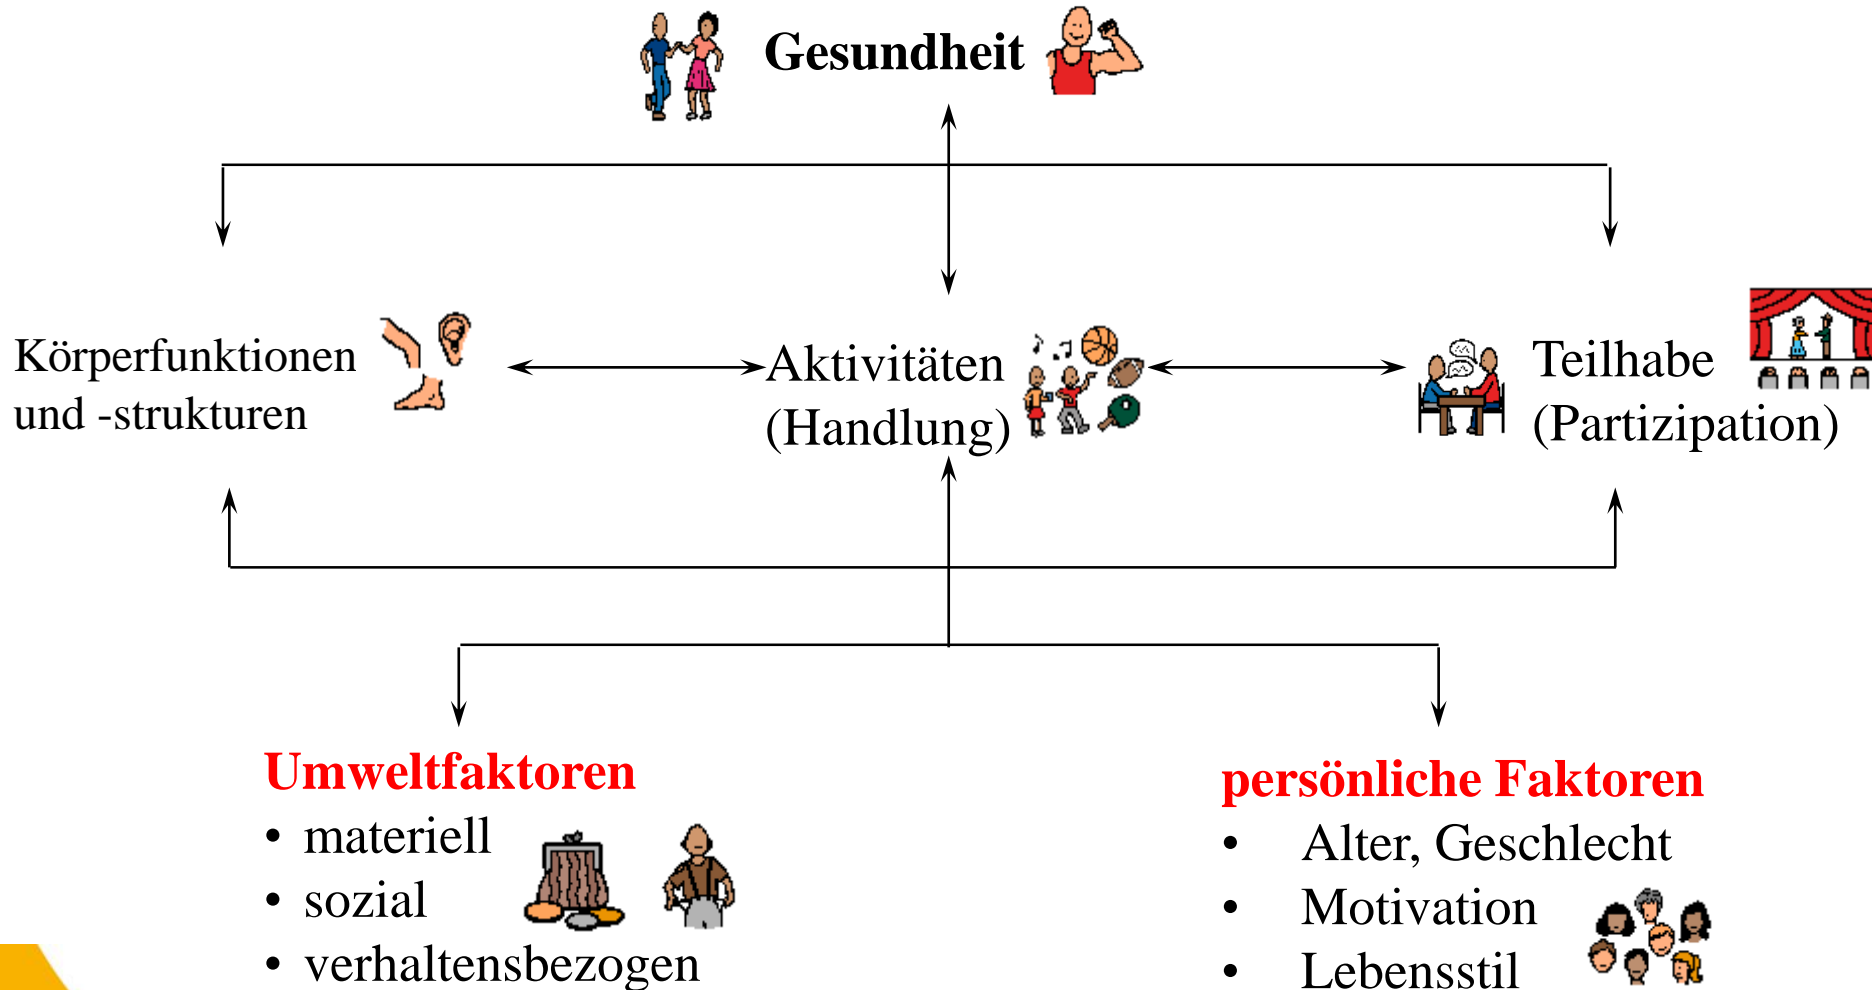 Gesundheit
Körperfunktionen
und -strukturen
Aktivitäten
(Handlung)
Teilhabe
(Partizipation)
Umweltfaktoren
• materiell
• sozial
• verhaltensbezogen
persönliche Faktoren
• Alter, Geschlecht
• Motivation
• Lebensstil